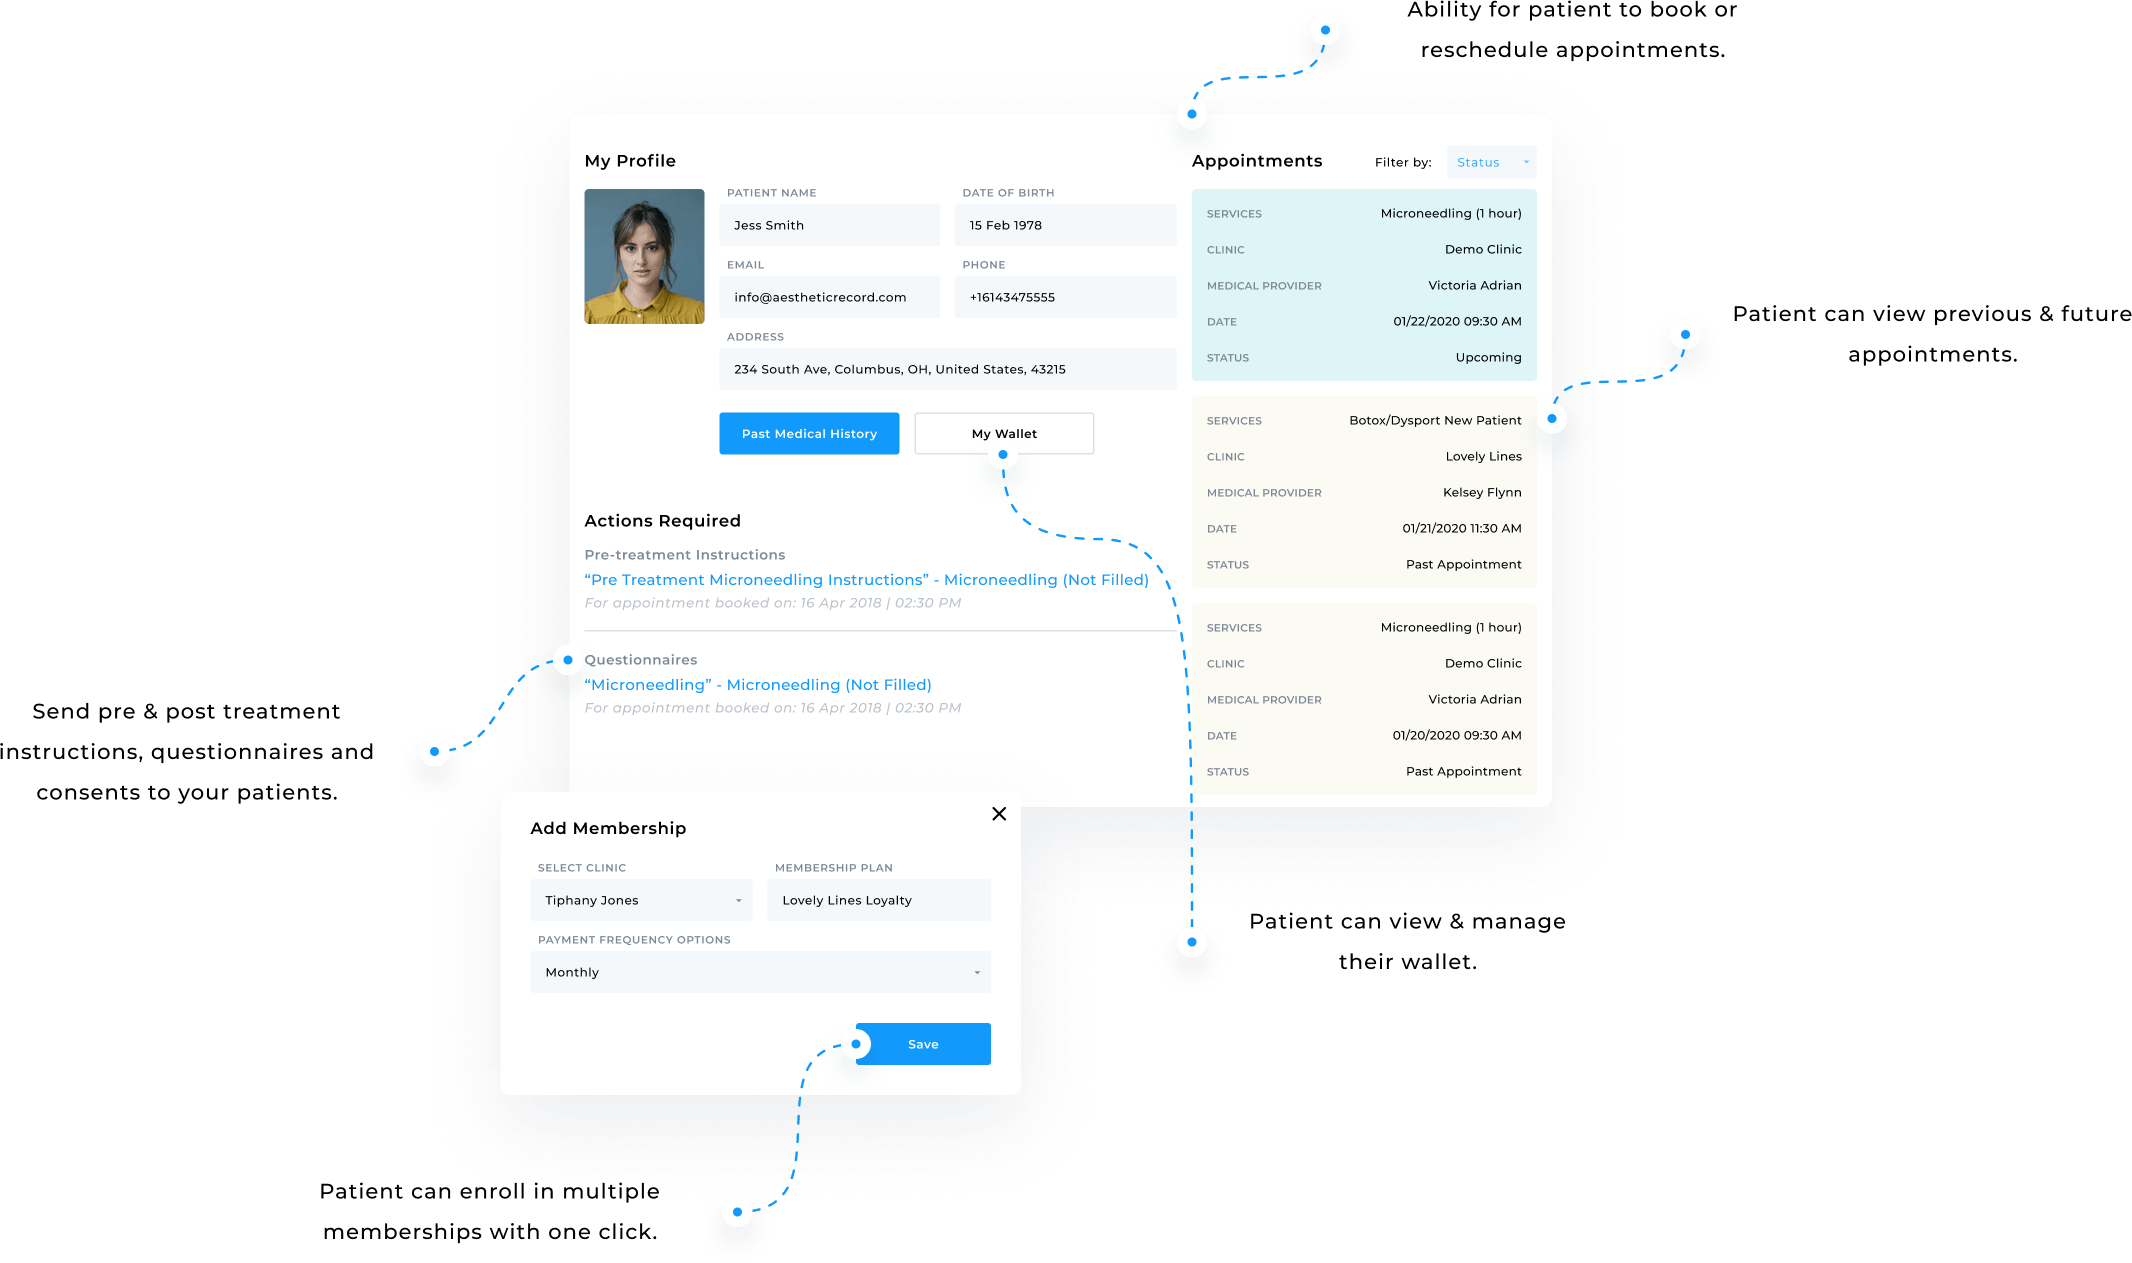 Ability for patient to book or
reschedule appointments.
My Profile
PATIENT NAME
Jess Smith
DATE OF BIRTH
15 Feb 1978
EMAIL
info@aestheticrecord.com
PHONE
+16143475555
ADDRESS
234 South Ave, Columbus, OH, United States, 43215
Past Medical History
My Wallet
Actions Required
Pre-treatment Instructions
“Pre Treatment Microneedling Instructions” - Microneedling (Not Filled)
For appointment booked on: 16 Apr 2018 | 02:30 PM
Questionnaires
“Microneedling” - Microneedling (Not Filled)
For appointment booked on: 16 Apr 2018 | 02:30 PM
Appointments
Filter by:
Status
SERVICES Microneedling (1 hour)
CLINIC Demo Clinic
MEDICAL PROVIDER Victoria Adrian
DATE 01/22/2020 09:30 AM
STATUS Upcoming
SERVICES Botox/Dysport New Patient
CLINIC Lovely Lines
MEDICAL PROVIDER Kelsey Flynn
DATE 01/21/2020 11:30 AM
STATUS Past Appointment
SERVICES Microneedling (1 hour)
CLINIC Demo Clinic
MEDICAL PROVIDER Victoria Adrian
DATE 01/20/2020 09:30 AM
STATUS Past Appointment
Patient can view previous & future
appointments.
Send pre & post treatment
instructions, questionnaires and
consents to your patients.
Add Membership
SELECT CLINIC
Tiphany Jones
MEMBERSHIP PLAN
Lovely Lines Loyalty
PAYMENT FREQUENCY OPTIONS
Monthly
Save
Patient can view & manage
their wallet.
Patient can enroll in multiple
memberships with one click.